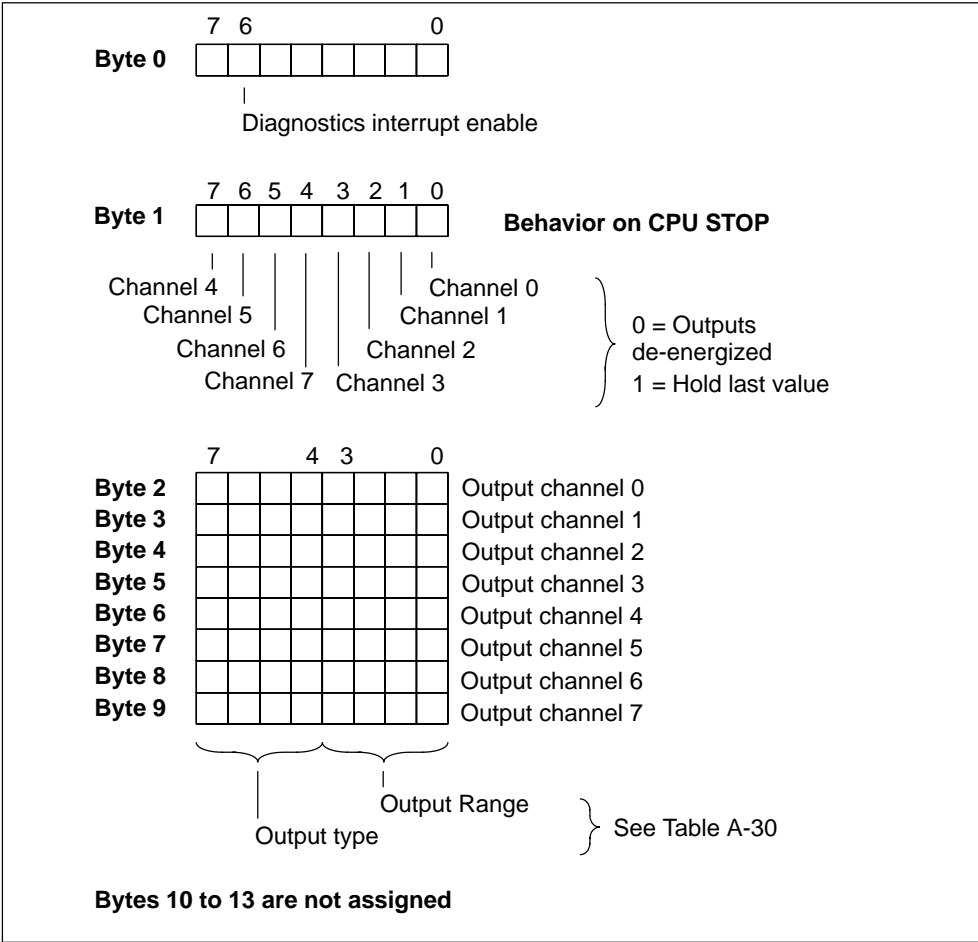 7 6 0
Byte 0
Diagnostics interrupt enable
7 6 5 4 3 2 1 0
Byte 1
Behavior on CPU STOP
Channel 4
Channel 0
Channel 5
Channel 1
Channel 6
Channel 2
Channel 7
Channel 3
0 = Outputs
de-energized
1 = Hold last value
7 4 3 0
Byte 2 Output channel 0
Byte 3 Output channel 1
Byte 4 Output channel 2
Byte 5 Output channel 3
Byte 6 Output channel 4
Byte 7 Output channel 5
Byte 8 Output channel 6
Byte 9 Output channel 7
Output Range
Output type
See Table A-30
Bytes 10 to 13 are not assigned